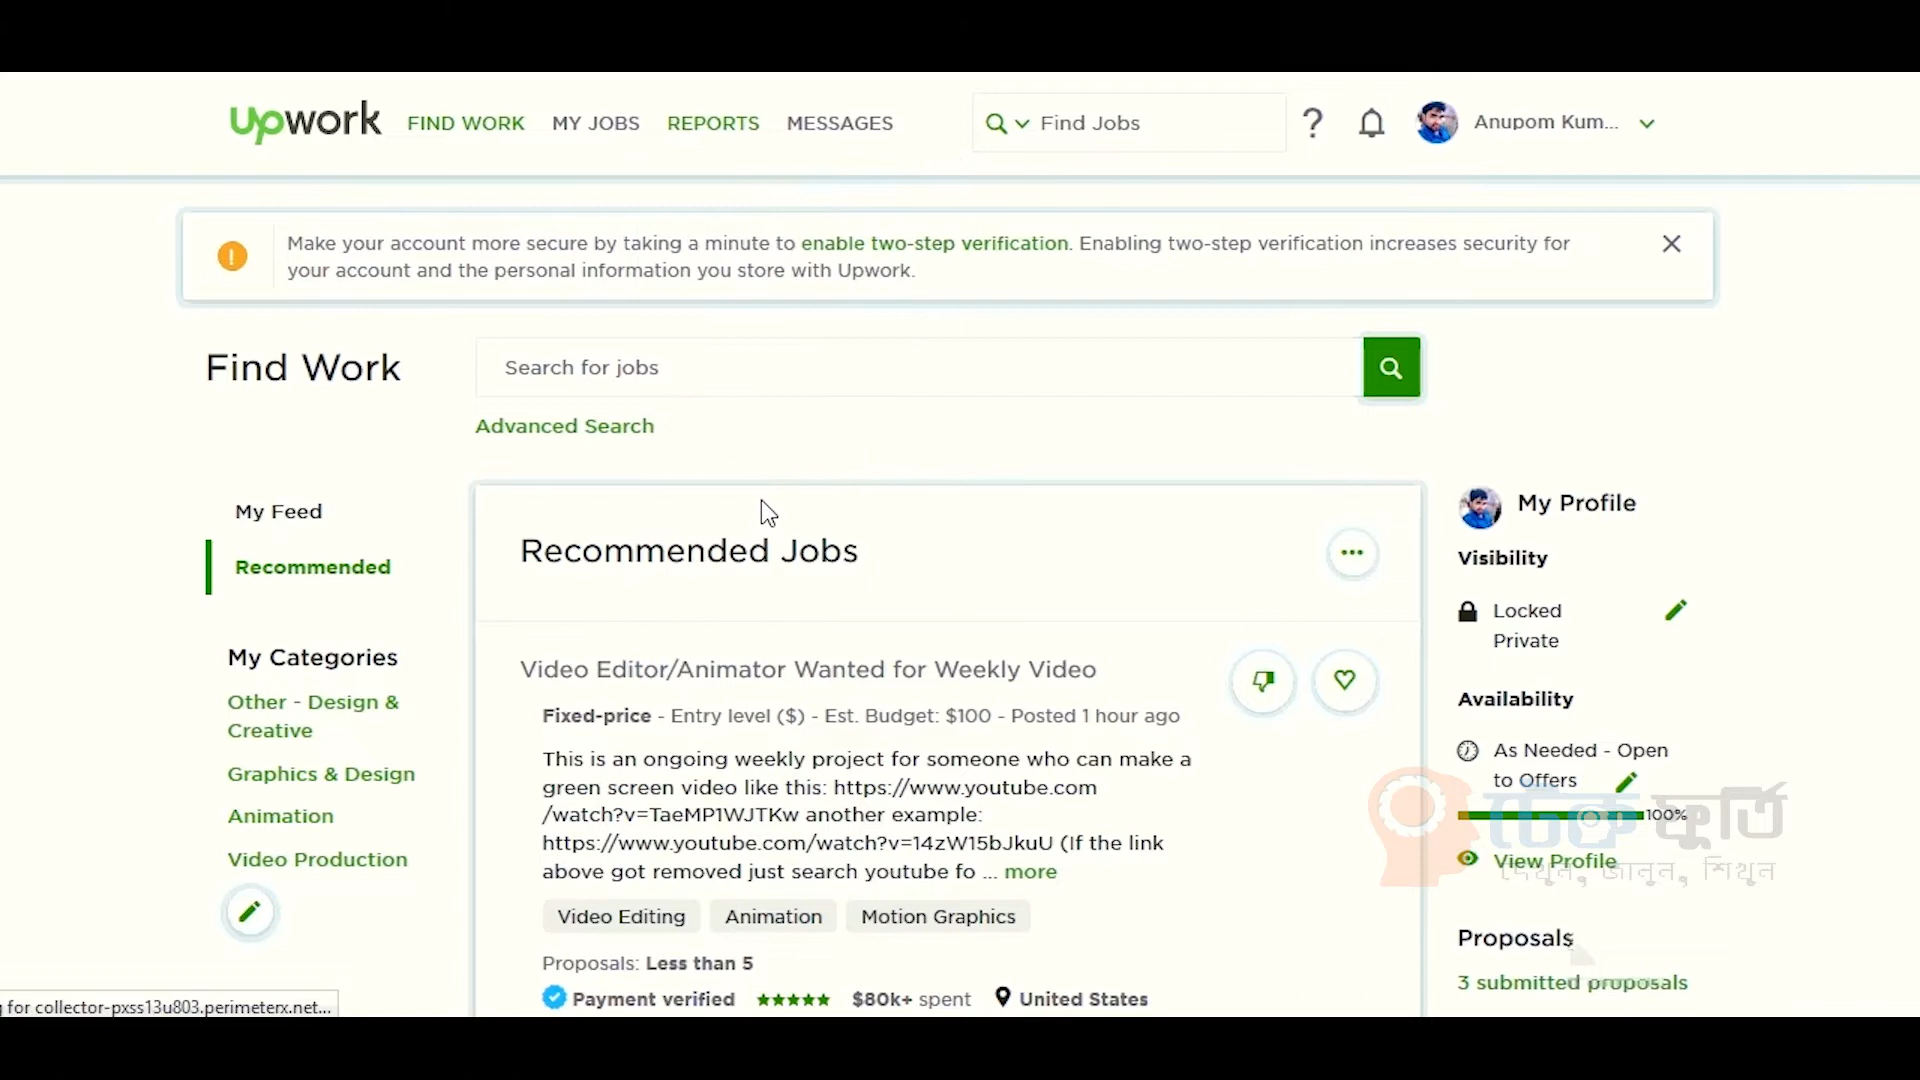 upwork FIND WORK MY JOBS REPORTS MESSAGES Find Jobs ? Anupom Kum...
Make your account more secure by taking a minute to enable two-step verification. Enabling two-step verification increases security for
your account and the personal information you store with Upwork.
Find Work
Search for jobs
Advanced Search
My Feed
Recommended
My Categories
Other - Design &
Creative
Graphics & Design
Animation
Video Production
Recommended Jobs
Video Editor/Animator Wanted for Weekly Video
Fixed-price - Entry level ($) - Est. Budget: $100 - Posted 1 hour ago
This is an ongoing weekly project for someone who can make a
green screen video like this: https://www.youtube.com
/watch?v=TaeMP1WJTKw another example:
https://www.youtube.com/watch?v=14zW15bJkuU (If the link
above got removed just search youtube fo ... more
Video Editing Animation Motion Graphics
Proposals: Less than 5
Payment verified $80k+ spent United States
My Profile
Visibility
Locked
Private
Availability
As Needed - Open
to Offers
100%
View Profile
Proposals
3 submitted proposals
টেক ফুর্তি
দেখুন, জানুন, শিখুন
g for collector-pxss13u803.perimeterx.net...